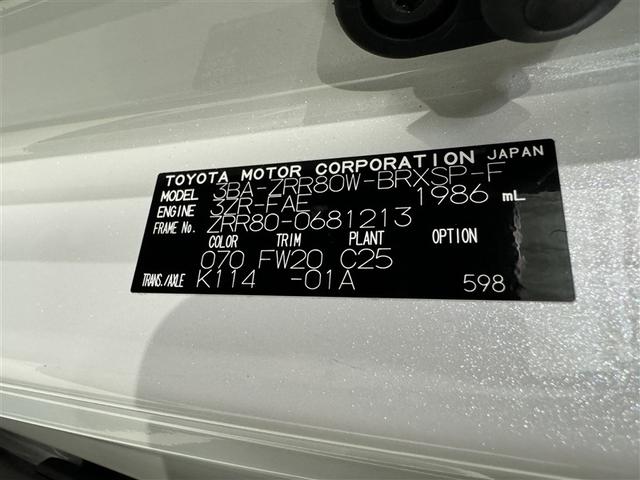 TOYOTA MOTOR CORPORATION JAPAN
MODEL 3BA-ZRR80W-BRXSP-F
ENGINE 3ZR-FAE 1986 mL
FRAME No. ZRR80-0681213
COLOR TRIM PLANT OPTION
070 FW20 C25
TRANS./AXLE K114 -01A 598